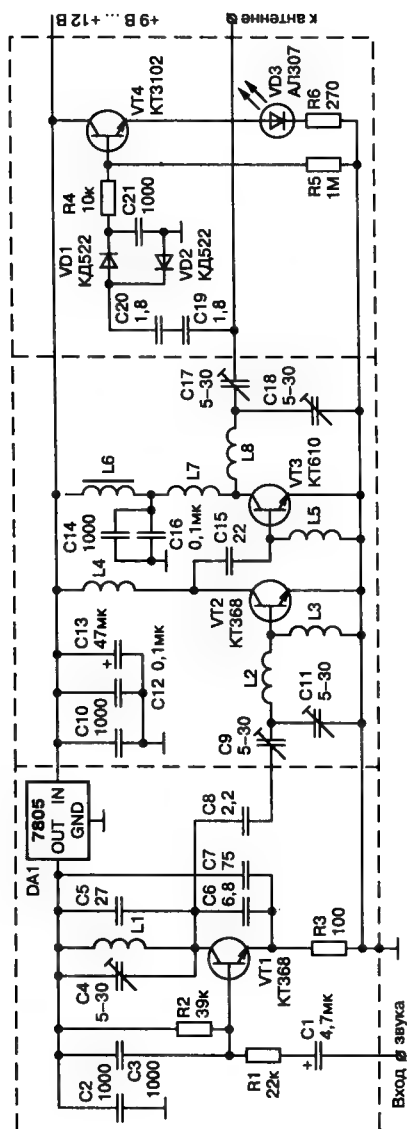 +9 В ... +12 В
к антенне
VT4
КТ3102
VD3
АЛ307
R6
270
R4
10к
C21
1000
R5
1М
VD1
КД522
VD2
КД522
C20
1,8
C19
1,8
C17
5–30
C18
5–30
L6
L7
L8
C14
1000
C16
0,1мк
C15
22
VT3
КТ610
L5
L4
C13
47мк
+
C10
1000
C12
0,1мк
VT2
КТ368
L3
L2
C11
5–30
C9
5–30
DA1
7805
OUT IN
GND
C8
2,2
C7
75
C6
6,8
C5
27
L1
C4
5–30
VT1
КТ368
R3
100
R2
39к
C2
1000
C3
1000
R1
22к
+
C1
4,7мк
Вход
звука